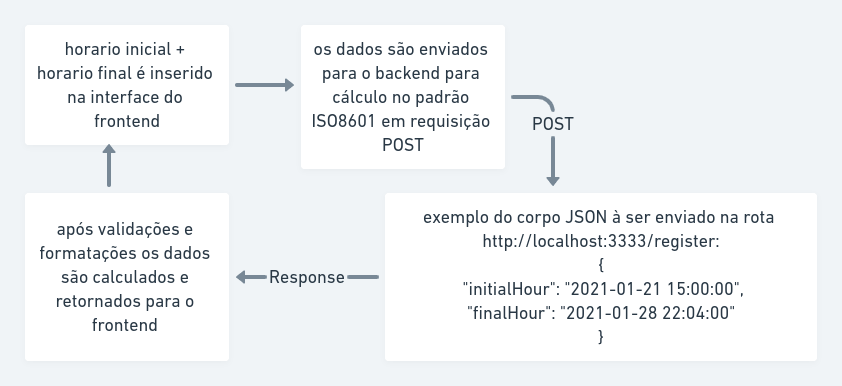 horario inicial +
horario final é inserido
na interface do
frontend
os dados são enviados
para o backend para
cálculo no padrão
ISO8601 em requisição
POST
POST
exemplo do corpo JSON à ser enviado na rota
http://localhost:3333/register:
{
"initialHour": "2021-01-21 15:00:00",
"finalHour": "2021-01-28 22:04:00"
}
Response
após validações e
formatações os dados
são calculados e
retornados para o
frontend